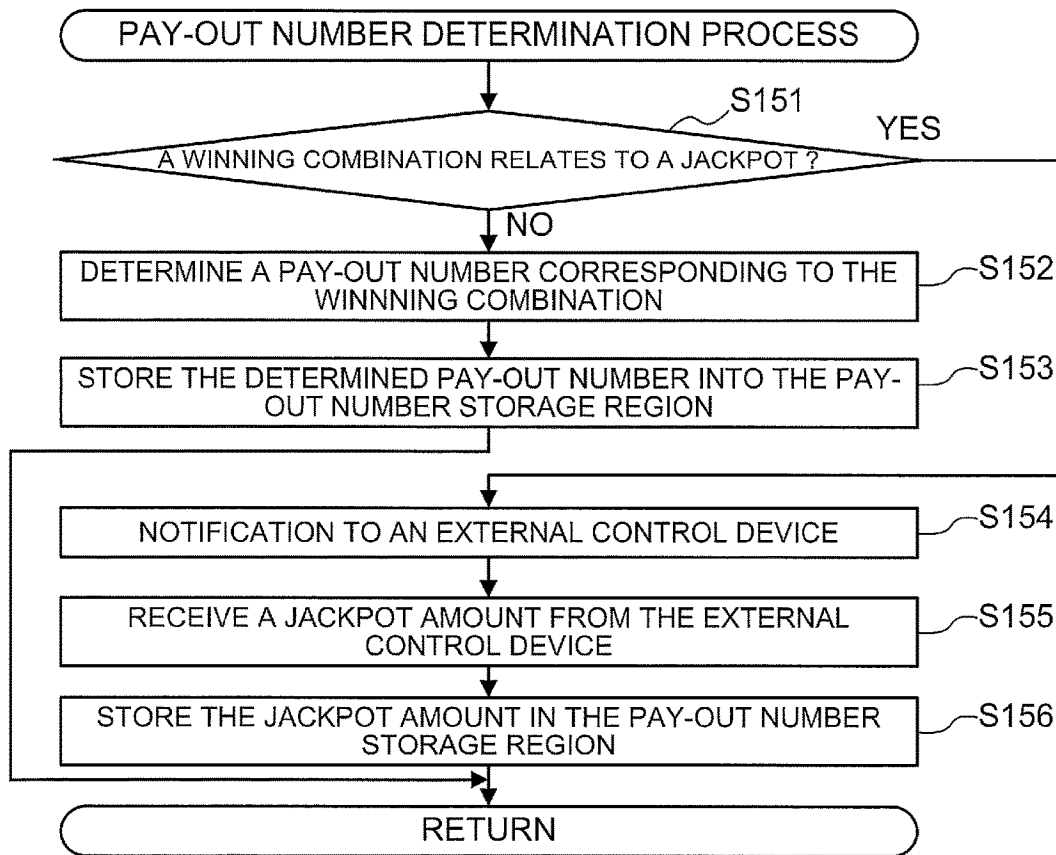 PAY-OUT NUMBER DETERMINATION PROCESS
S151
YES
A WINNING COMBINATION RELATES TO A JACKPOT ?
NO
DETERMINE A PAY-OUT NUMBER CORRESPONDING TO THE
WINNNING COMBINATION
S152
STORE THE DETERMINED PAY-OUT NUMBER INTO THE PAY-
OUT NUMBER STORAGE REGION
S153
NOTIFICATION TO AN EXTERNAL CONTROL DEVICE
S154
RECEIVE A JACKPOT AMOUNT FROM THE EXTERNAL
CONTROL DEVICE
S155
STORE THE JACKPOT AMOUNT IN THE PAY-OUT NUMBER
STORAGE REGION
S156
RETURN